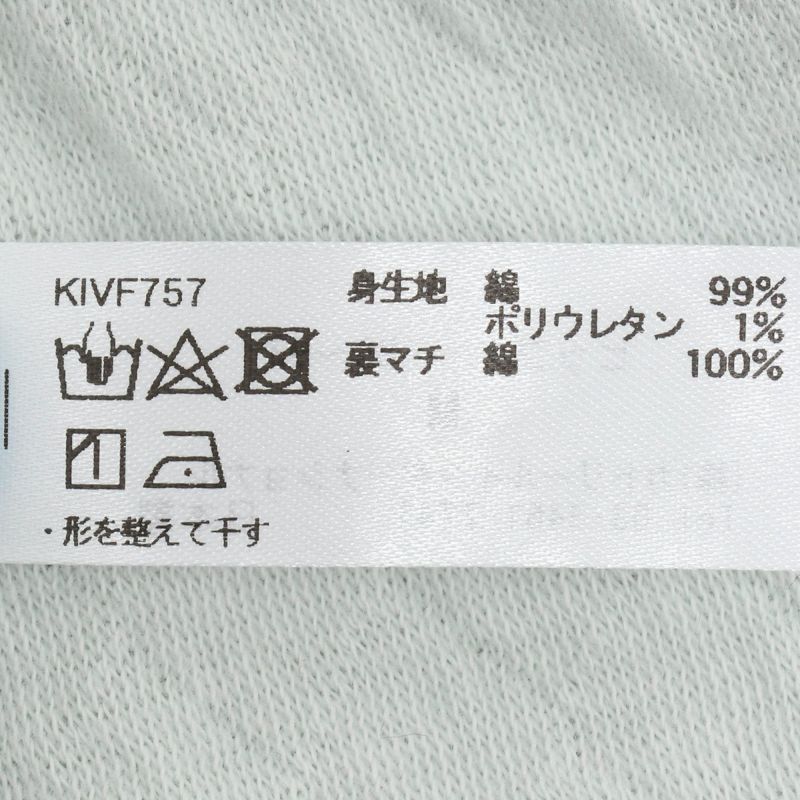 KIVF757
身生地 綿 99%
ポリウレタン 1%
裏マチ 綿 100%
・形を整えて干す